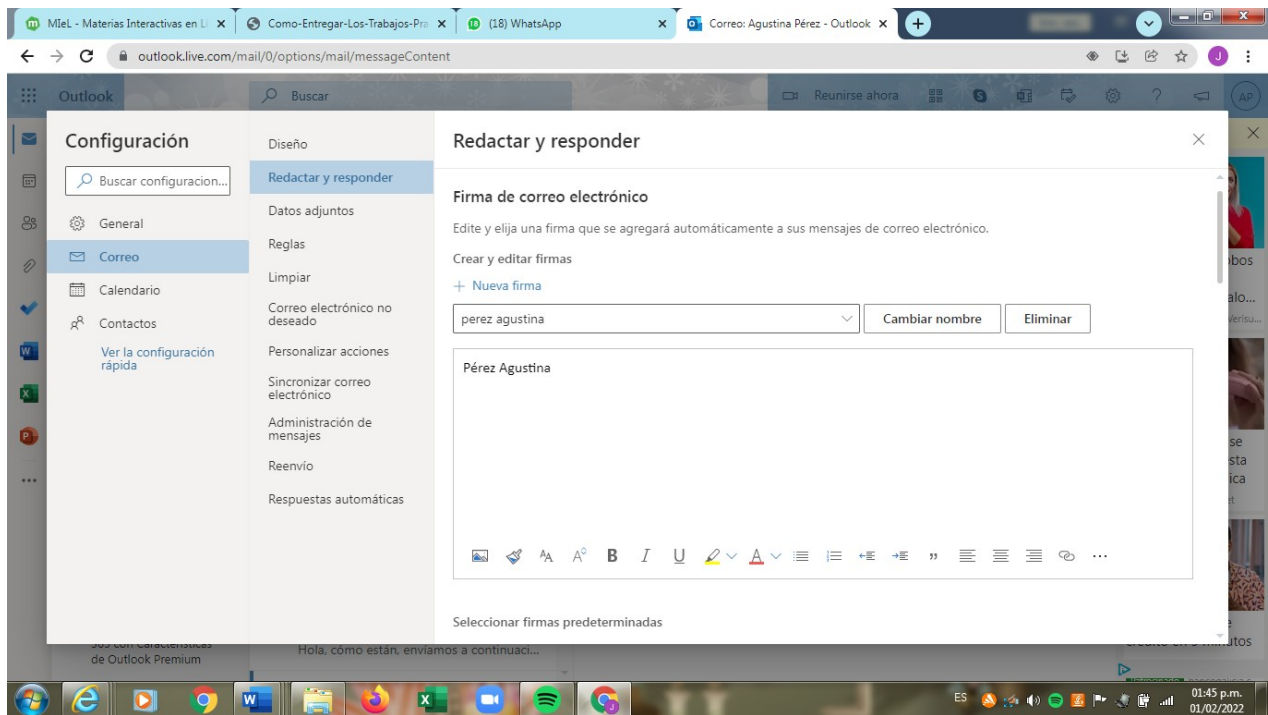 MIeL - Materias Interactivas en Lí
Como-Entregar-Los-Trabajos-Pra
(18) WhatsApp
Correo: Agustina Pérez - Outlook
outlook.live.com/mail/0/options/mail/messageContent
Outlook
Buscar
Reunirse ahora
AP
Configuración
Buscar configuracion...
General
Correo
Calendario
Contactos
Ver la configuración
rápida
Diseño
Redactar y responder
Datos adjuntos
Reglas
Limpiar
Correo electrónico no
deseado
Personalizar acciones
Sincronizar correo
electrónico
Administración de
mensajes
Reenvío
Respuestas automáticas
Redactar y responder
Firma de correo electrónico
Edite y elija una firma que se agregará automáticamente a sus mensajes de correo electrónico.
Crear y editar firmas
+ Nueva firma
perez agustina
Cambiar nombre
Eliminar
Pérez Agustina
Seleccionar firmas predeterminadas
de Outlook Premium
Hola, cómo están, enviamos a continuaci...
ES
01:45 p.m.
01/02/2022